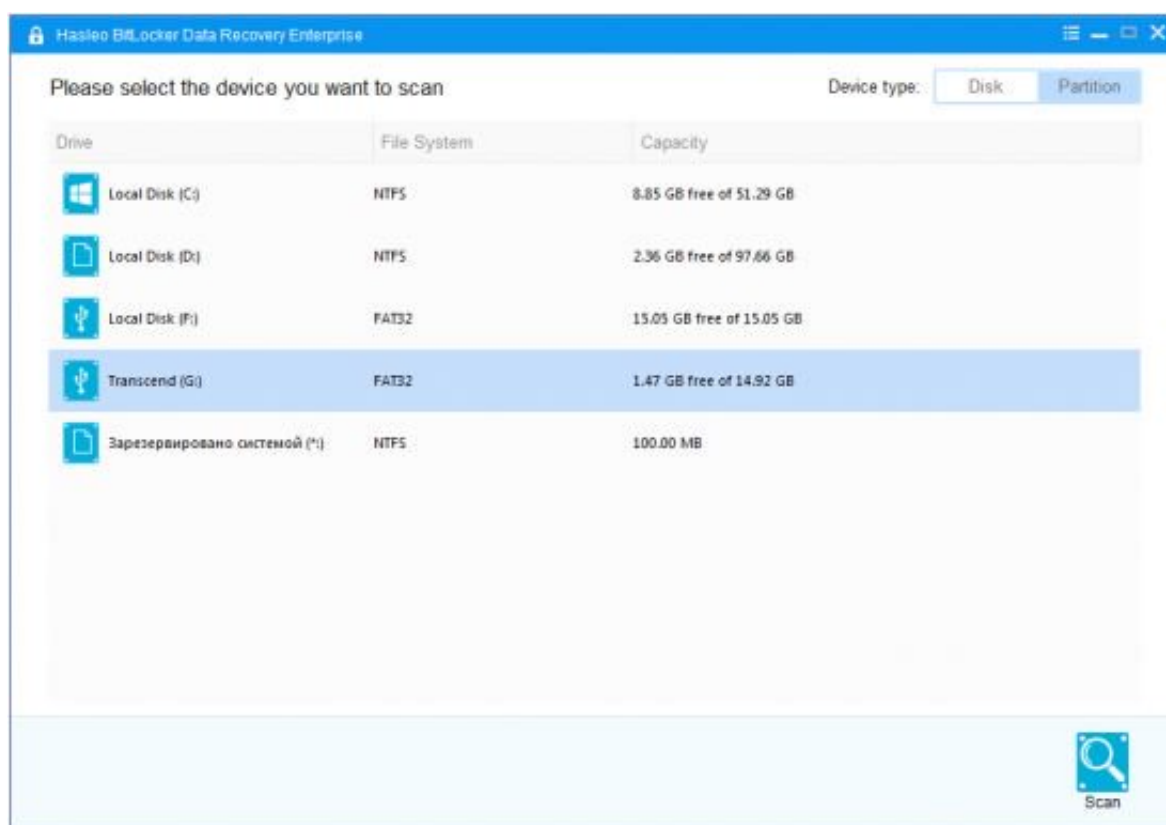 Hasleo BitLocker Data Recovery Enterprise
Please select the device you want to scan Device type: Disk Partition
Drive File System Capacity
Local Disk (C:) NTFS 8.85 GB free of 51.29 GB
Local Disk (D:) NTFS 2.36 GB free of 97.66 GB
Local Disk (F:) FAT32 15.05 GB free of 15.05 GB
Transcend (G:) FAT32 1.47 GB free of 14.92 GB
Зарезервировано системой (*:) NTFS 100.00 MB
Scan